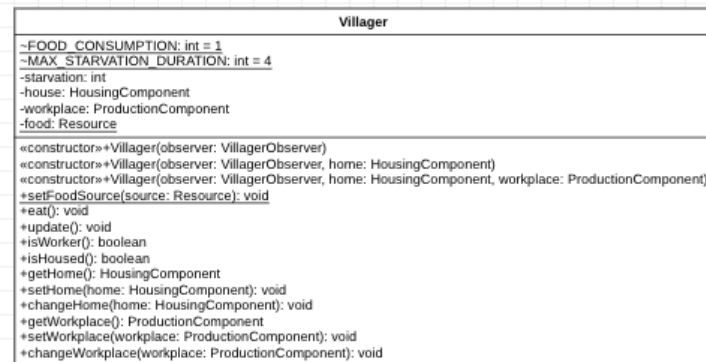 Villager
~FOOD_CONSUMPTION: int = 1
~MAX_STARVATION_DURATION: int = 4
-starvation: int
-house: HousingComponent
-workplace: ProductionComponent
-food: Resource
«constructor»+Villager(observer: VillagerObserver)
«constructor»+Villager(observer: VillagerObserver, home: HousingComponent)
«constructor»+Villager(observer: VillagerObserver, home: HousingComponent, workplace: ProductionComponent)
+setFoodSource(source: Resource): void
+eat(): void
+update(): void
+isWorker(): boolean
+isHoused(): boolean
+getHome(): HousingComponent
+setHome(home: HousingComponent): void
+changeHome(home: HousingComponent): void
+getWorkplace(): ProductionComponent
+setWorkplace(workplace: ProductionComponent): void
+changeWorkplace(workplace: ProductionComponent): void